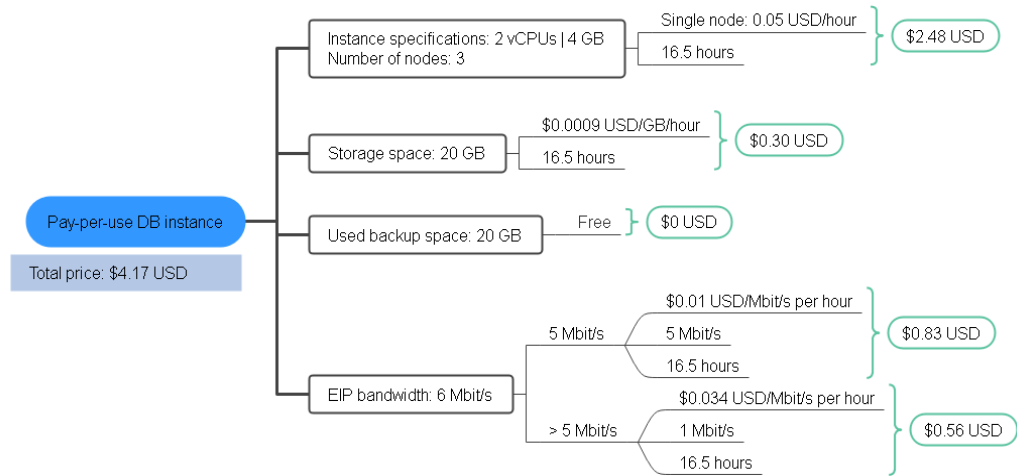 Pay-per-use DB instance
Total price: $4.17 USD
Instance specifications: 2 vCPUs | 4 GB
Number of nodes: 3
Single node: 0.05 USD/hour
16.5 hours
$2.48 USD
Storage space: 20 GB
$0.0009 USD/GB/hour
16.5 hours
$0.30 USD
Used backup space: 20 GB
Free
$0 USD
EIP bandwidth: 6 Mbit/s
5 Mbit/s
$0.01 USD/Mbit/s per hour
5 Mbit/s
16.5 hours
$0.83 USD
> 5 Mbit/s
$0.034 USD/Mbit/s per hour
1 Mbit/s
16.5 hours
$0.56 USD